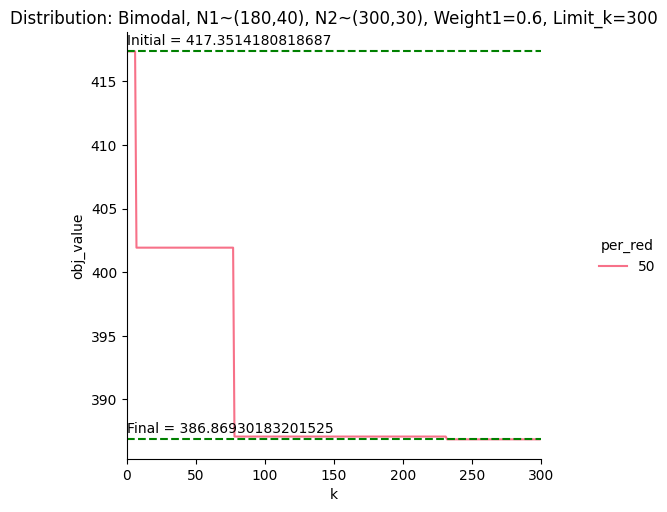 Distribution: Bimodal, N1~(180,40), N2~(300,30), Weight1=0.6, Limit_k=300
Initial = 417.3514180818687
415
410
405
400
395
390
obj_value
per_red
50
Final = 386.86930183201525
0 50 100 150 200 250 300
k